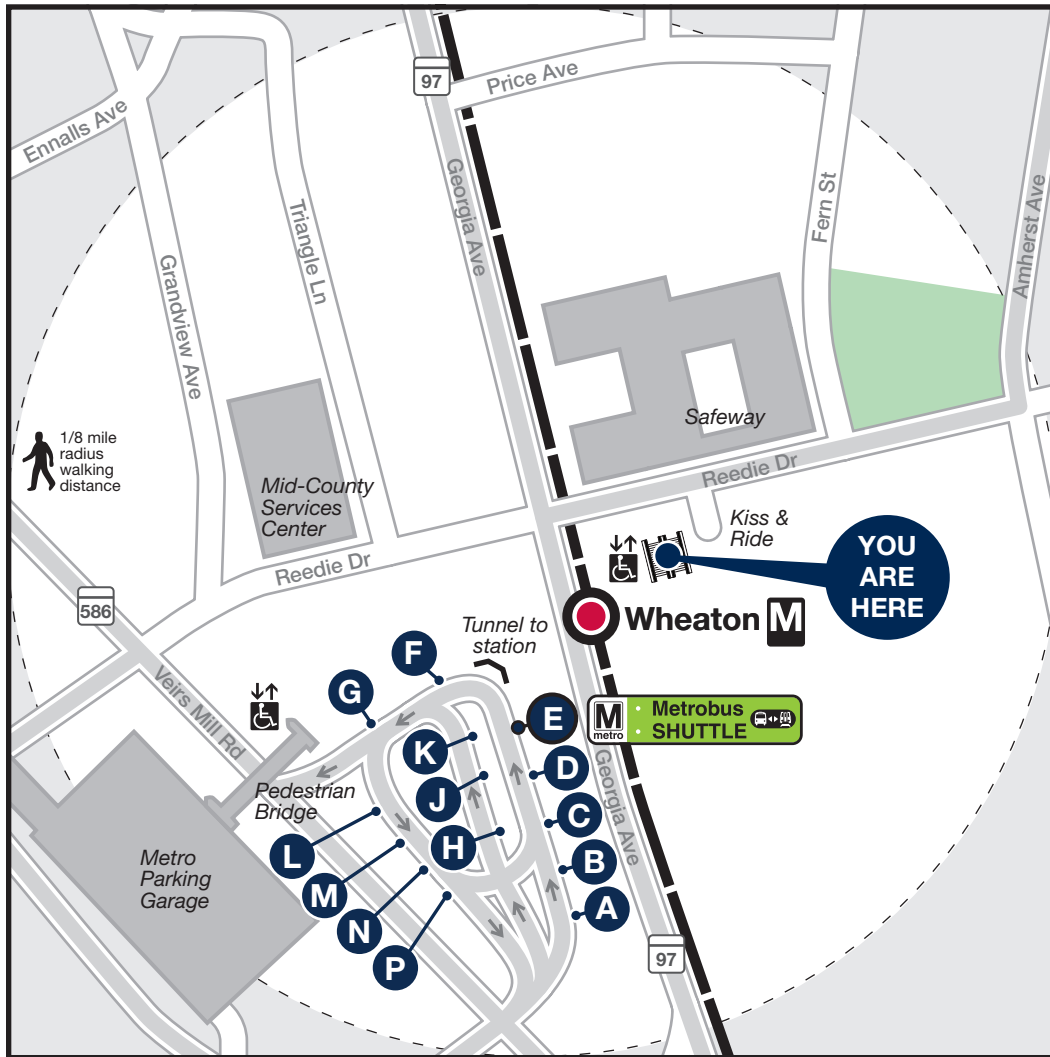 97
Price Ave
Ennalls Ave
Georgia Ave
Triangle Ln
Fern St
Amherst Ave
Grandview Ave
Safeway
1/8 mile
radius
walking
distance
Reedie Dr
Mid-County
Services
Center
Kiss &
Ride
YOU
ARE
HERE
Reedie Dr
586
Wheaton M
Tunnel to
station
F
Veirs Mill Rd
G
E
M
metro
• Metrobus
• SHUTTLE
K
D
Georgia Ave
Pedestrian
Bridge
J
C
H
L
B
Metro
Parking
Garage
M
A
N
P
97